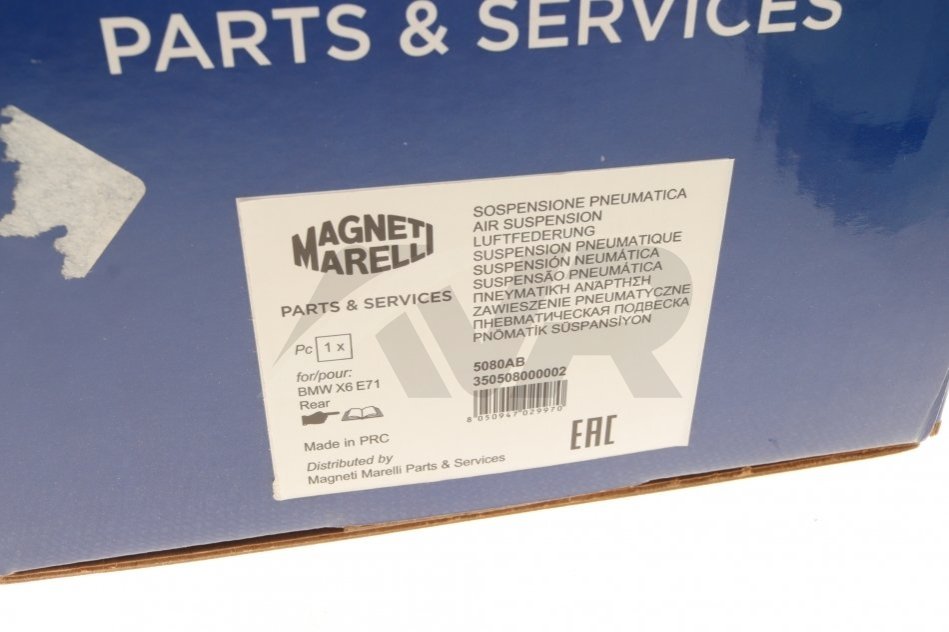 PARTS & SERVICES
MAGNETI
MARELLI
PARTS & SERVICES
Pc 1 x
for/pour:
BMW X6 E71
Rear
Made in PRC
Distributed by
Magneti Marelli Parts & Services
SOSPENSIONE PNEUMATICA
AIR SUSPENSION
LUFTFEDERUNG
SUSPENSION PNEUMATIQUE
SUSPENSIÓN NEUMÁTICA
SUSPENSÃO PNEUMÁTICA
ΠΝΕΥΜΑΤΙΚΗ ΑΝΑΡΤΗΣΗ
ZAWIESZENIE PNEUMATYCZNE
ПНЕВМАТИЧЕСКАЯ ПОДВЕСКА
PNÖMATİK SÜSPANSİYON
5080AB
350508000002
8 050947 029970
EAC